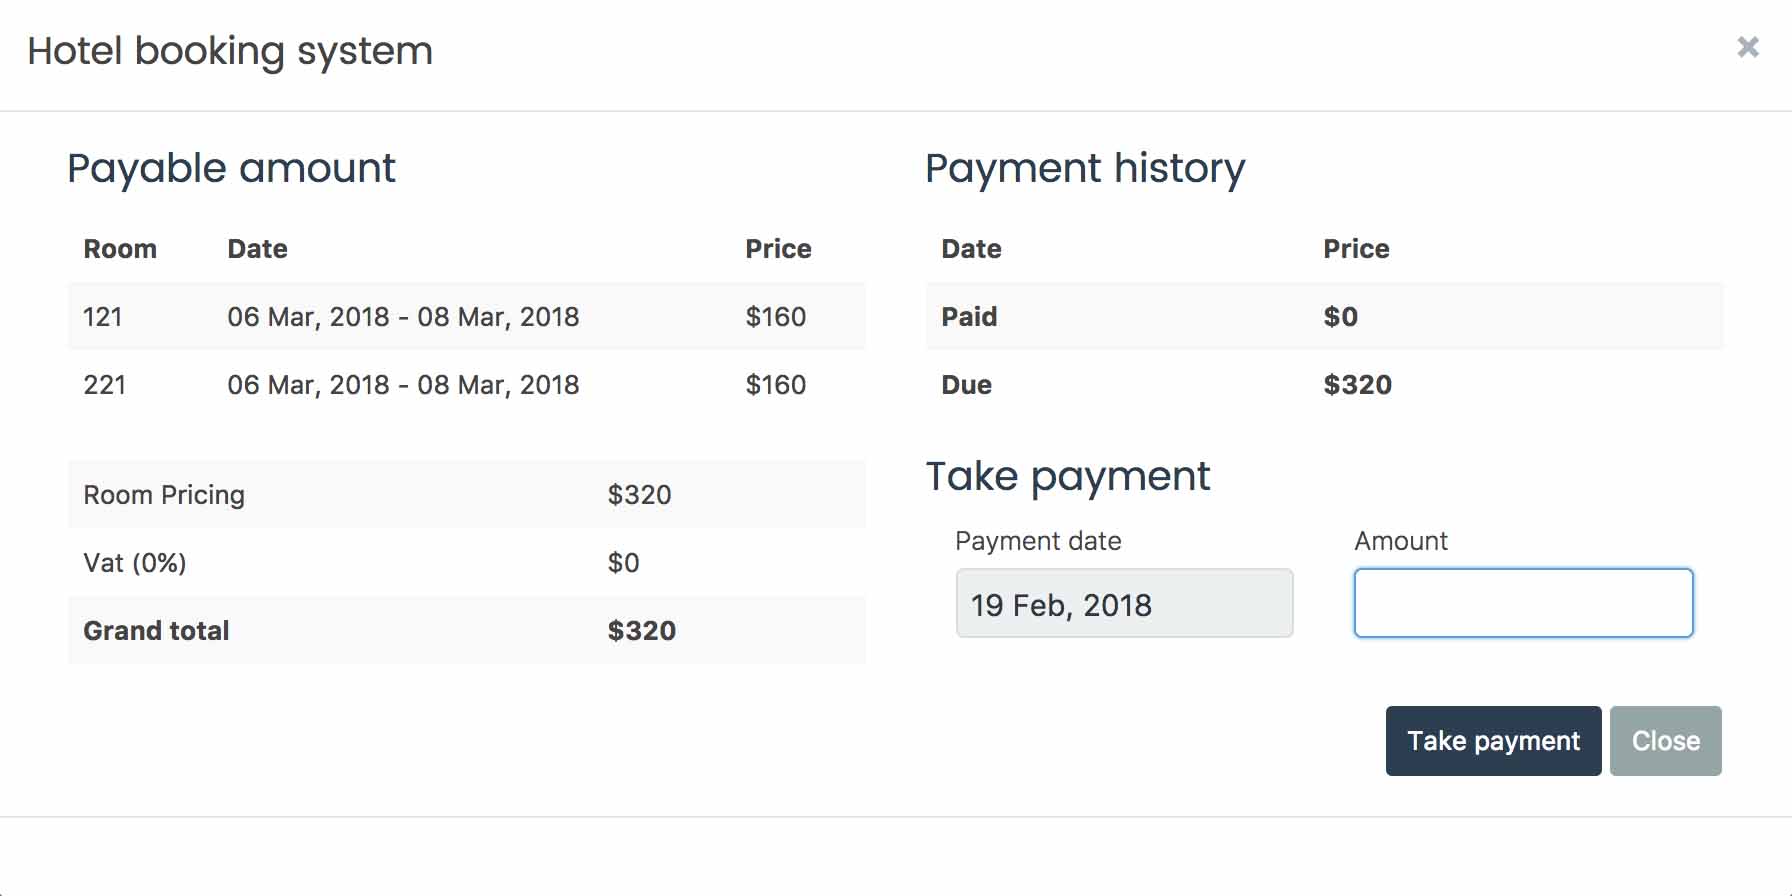 Hotel booking system
×
Payable amount
Room Date Price
121 06 Mar, 2018 - 08 Mar, 2018 $160
221 06 Mar, 2018 - 08 Mar, 2018 $160
Room Pricing $320
Vat (0%) $0
Grand total $320
Payment history
Date Price
Paid $0
Due $320
Take payment
Payment date Amount
19 Feb, 2018
Take payment Close